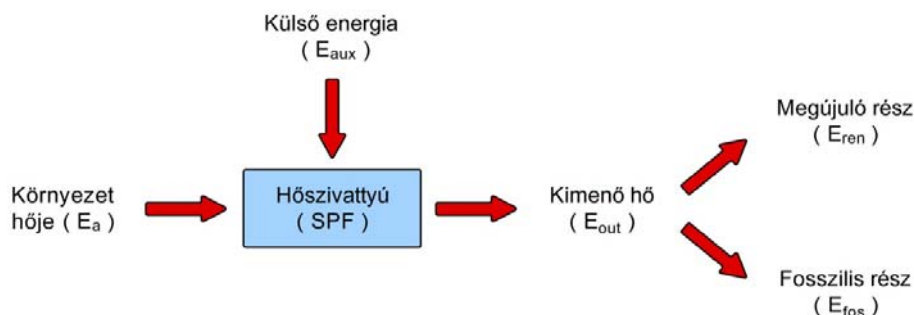 Külső energia
( Eaux )
Megújuló rész
( Eren )
Környezet
hője ( Ea )
Hőszivattyú
( SPF )
Kimenő hő
( Eout )
Fosszilis rész
( Efos )